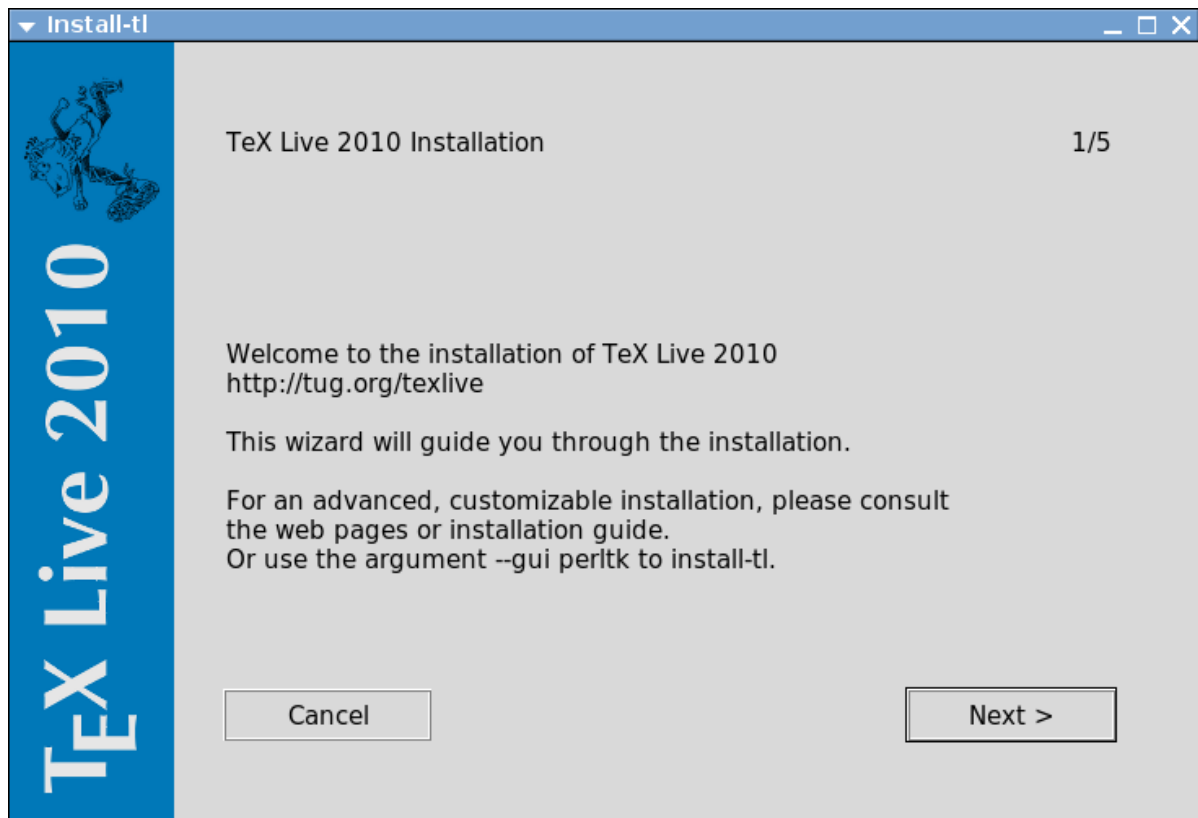 Install-tl
TeX Live 2010
TeX Live 2010 Installation
1/5
Welcome to the installation of TeX Live 2010
http://tug.org/texlive
This wizard will guide you through the installation.
For an advanced, customizable installation, please consult
the web pages or installation guide.
Or use the argument --gui perltk to install-tl.
Cancel
Next >